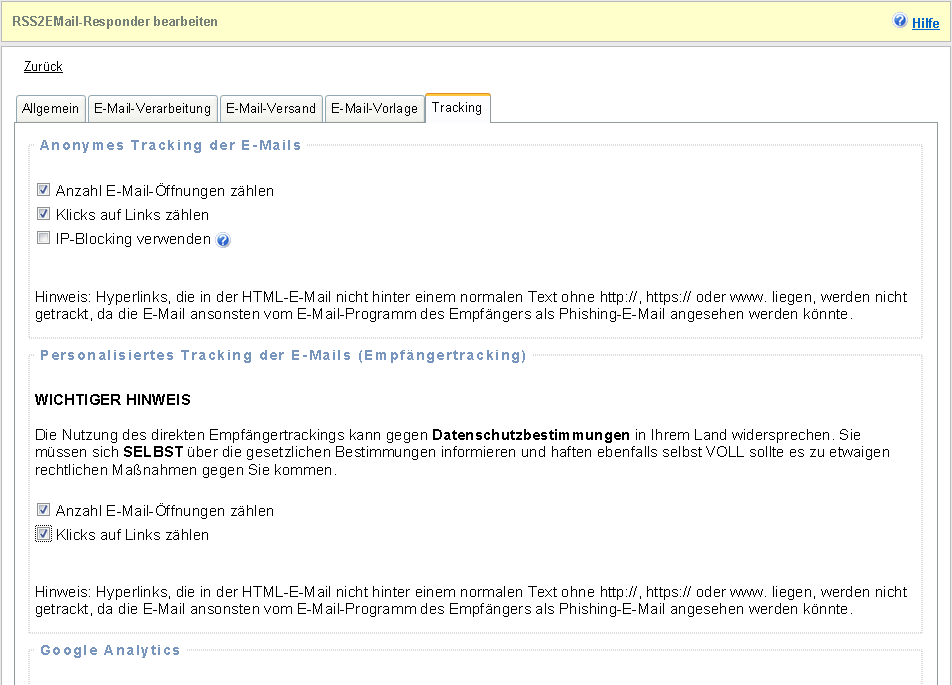 RSS2EMail-Responder bearbeiten
Hilfe
Zurück
Allgemein
E-Mail-Verarbeitung
E-Mail-Versand
E-Mail-Vorlage
Tracking
Anonymes Tracking der E-Mails
Anzahl E-Mail-Öffnungen zählen
Klicks auf Links zählen
IP-Blocking verwenden
Hinweis: Hyperlinks, die in der HTML-E-Mail nicht hinter einem normalen Text ohne http://, https:// oder www. liegen, werden nicht
getrackt, da die E-Mail ansonsten vom E-Mail-Programm des Empfängers als Phishing-E-Mail angesehen werden könnte.
Personalisiertes Tracking der E-Mails (Empfängertracking)
WICHTIGER HINWEIS
Die Nutzung des direkten Empfängertrackings kann gegen Datenschutzbestimmungen in Ihrem Land widersprechen. Sie
müssen sich SELBST über die gesetzlichen Bestimmungen informieren und haften ebenfalls selbst VOLL sollte es zu etwaigen
rechtlichen Maßnahmen gegen Sie kommen.
Anzahl E-Mail-Öffnungen zählen
Klicks auf Links zählen
Hinweis: Hyperlinks, die in der HTML-E-Mail nicht hinter einem normalen Text ohne http://, https:// oder www. liegen, werden nicht
getrackt, da die E-Mail ansonsten vom E-Mail-Programm des Empfängers als Phishing-E-Mail angesehen werden könnte.
Google Analytics